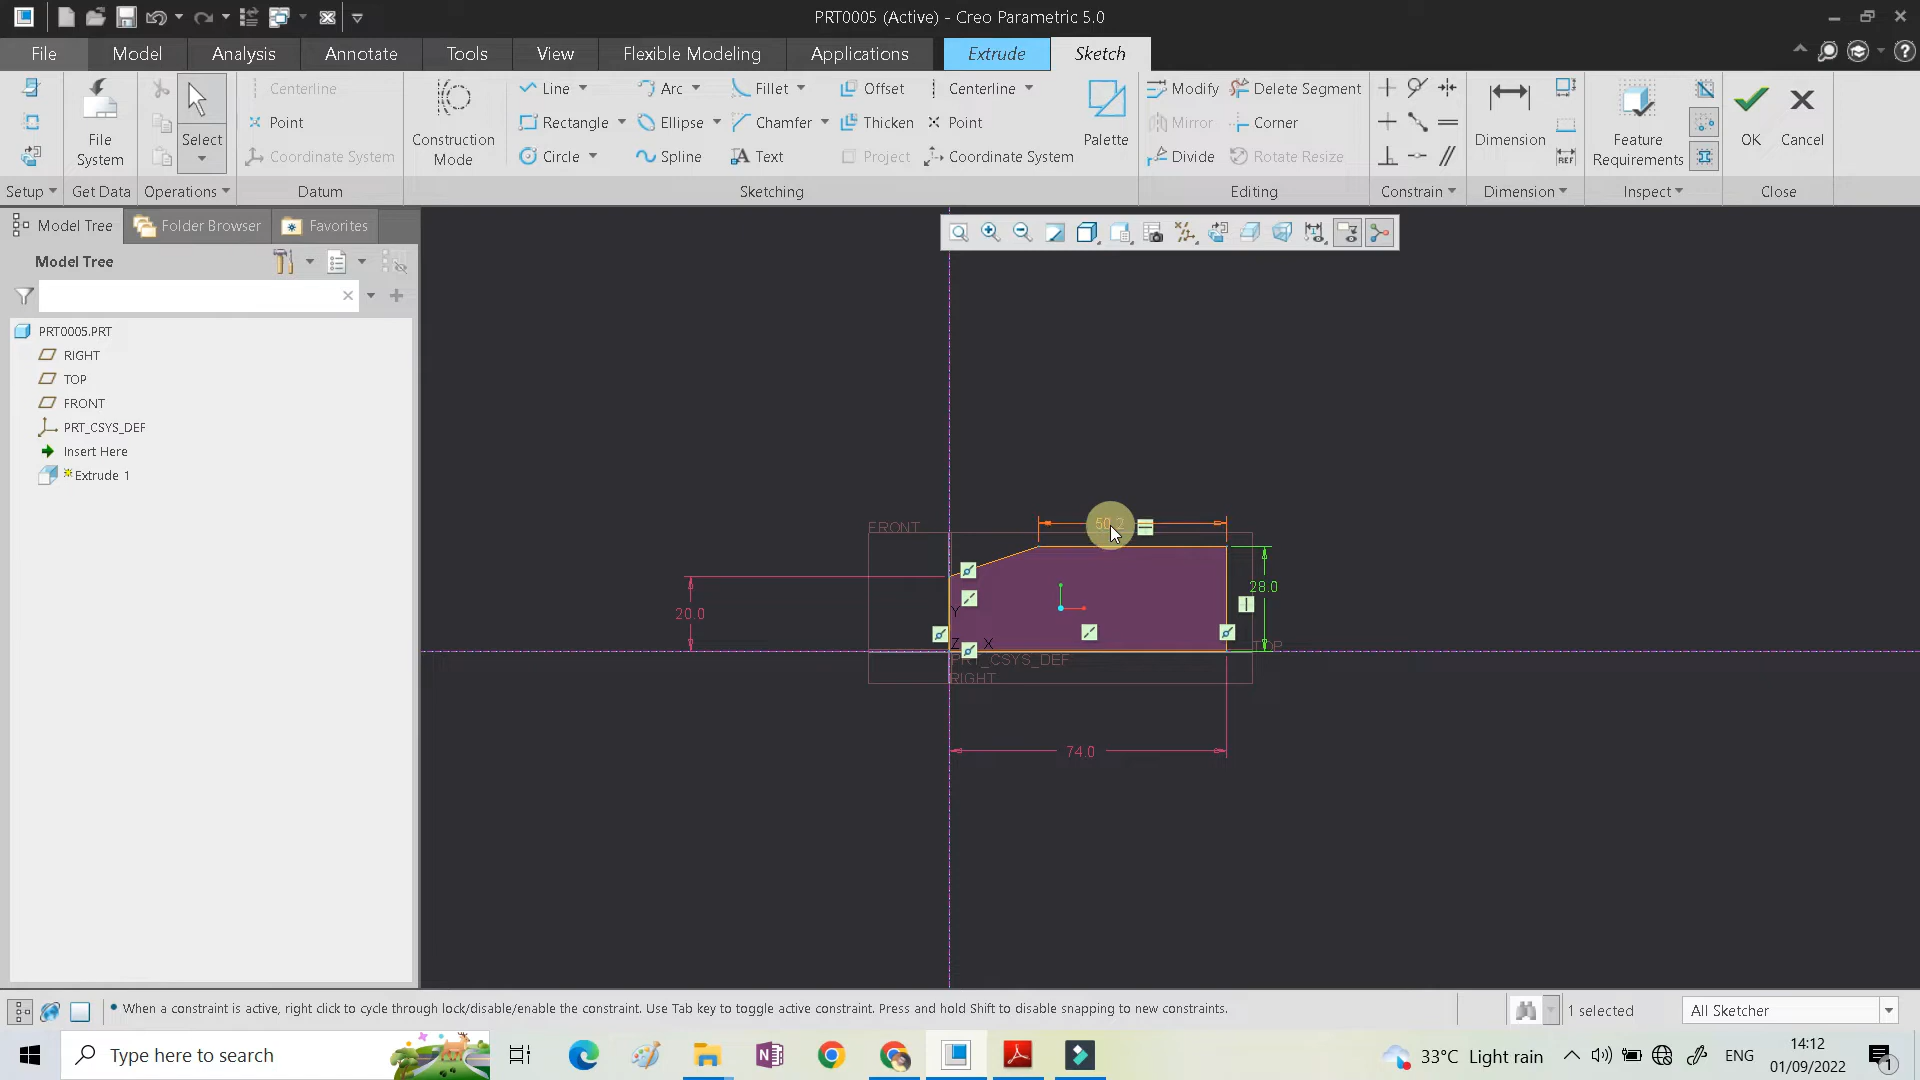 PRT0005 (Active) - Creo Parametric 5.0
File
Model
Analysis
Annotate
Tools
View
Flexible Modeling
Applications
Extrude
Sketch
Setup
File
System
Get Data
Select
Operations
Centerline
Point
Coordinate System
Datum
Construction
Mode
Line
Rectangle
Circle
Arc
Ellipse
Spline
Fillet
Chamfer
Text
Offset
Thicken
Project
Centerline
Point
Coordinate System
Palette
Sketching
Modify
Mirror
Divide
Delete Segment
Corner
Rotate Resize
Editing
Constrain
Dimension
Dimension
REF
Feature
Requirements
Inspect
OK
Cancel
Close
Model Tree
Folder Browser
Favorites
Model Tree
PRT0005.PRT
RIGHT
TOP
FRONT
PRT_CSYS_DEF
Insert Here
Extrude 1
50.2
FRONT
28.0
20.0
Y
Z
X
TOP
PRT_CSYS_DEF
RIGHT
74.0
When a constraint is active, right click to cycle through lock/disable/enable the constraint. Use Tab key to toggle active constraint. Press and hold Shift to disable snapping to new constraints.
1 selected
All Sketcher
Type here to search
33°C Light rain
ENG
14:12
01/09/2022
1